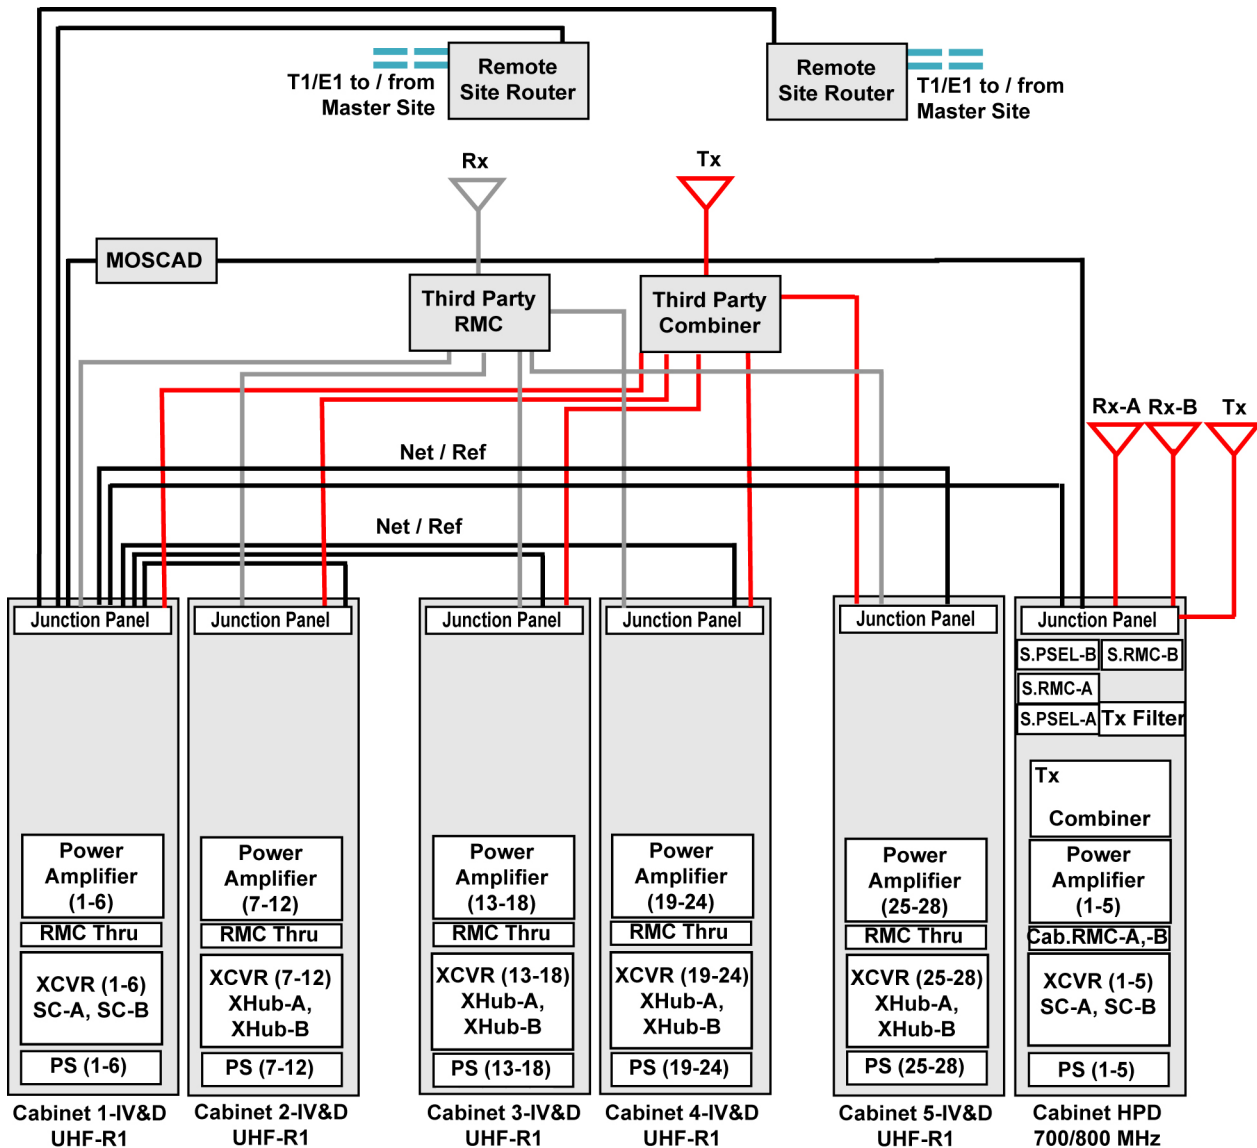 Remote
Site Router
T1/E1 to / from
Master Site
Remote
Site Router
T1/E1 to / from
Master Site
Rx
Tx
MOSCAD
Third Party
RMC
Third Party
Combiner
Rx-A
Rx-B
Tx
Net / Ref
Net / Ref
Junction Panel
Power
Amplifier
(1-6)
RMC Thru
XCVR (1-6)
SC-A, SC-B
PS (1-6)
Cabinet 1-IV&D
UHF-R1
Junction Panel
Power
Amplifier
(7-12)
RMC Thru
XCVR (7-12)
XHub-A,
XHub-B
PS (7-12)
Cabinet 2-IV&D
UHF-R1
Junction Panel
Power
Amplifier
(13-18)
RMC Thru
XCVR (13-18)
XHub-A,
XHub-B
PS (13-18)
Cabinet 3-IV&D
UHF-R1
Junction Panel
Power
Amplifier
(19-24)
RMC Thru
XCVR (19-24)
XHub-A,
XHub-B
PS (19-24)
Cabinet 4-IV&D
UHF-R1
Junction Panel
Power
Amplifier
(25-28)
RMC Thru
XCVR (25-28)
XHub-A,
XHub-B
PS (25-28)
Cabinet 5-IV&D
UHF-R1
Junction Panel
S.PSEL-B
S.RMC-B
S.RMC-A
S.PSEL-A
Tx Filter
Tx
Combiner
Power
Amplifier
(1-5)
Cab.RMC-A,-B
XCVR (1-5)
SC-A, SC-B
PS (1-5)
Cabinet HPD
700/800 MHz